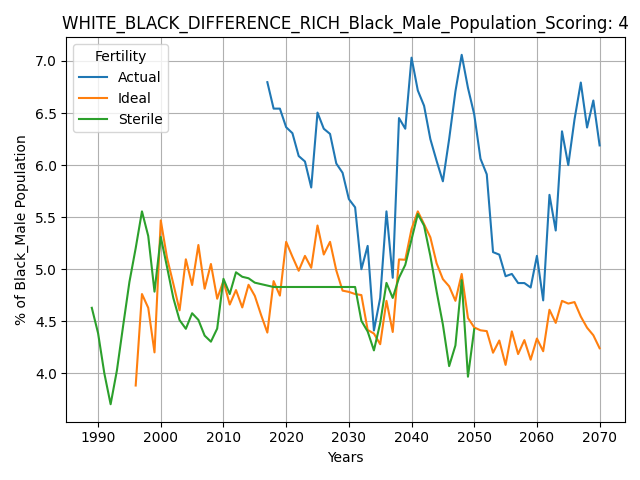 WHITE_BLACK_DIFFERENCE_RICH_Black_Male_Population_Scoring: 4
Fertility
Actual
Ideal
Sterile
% of Black_Male Population
7.0
6.5
6.0
5.5
5.0
4.5
4.0
1990 2000 2010 2020 2030 2040 2050 2060 2070
Years